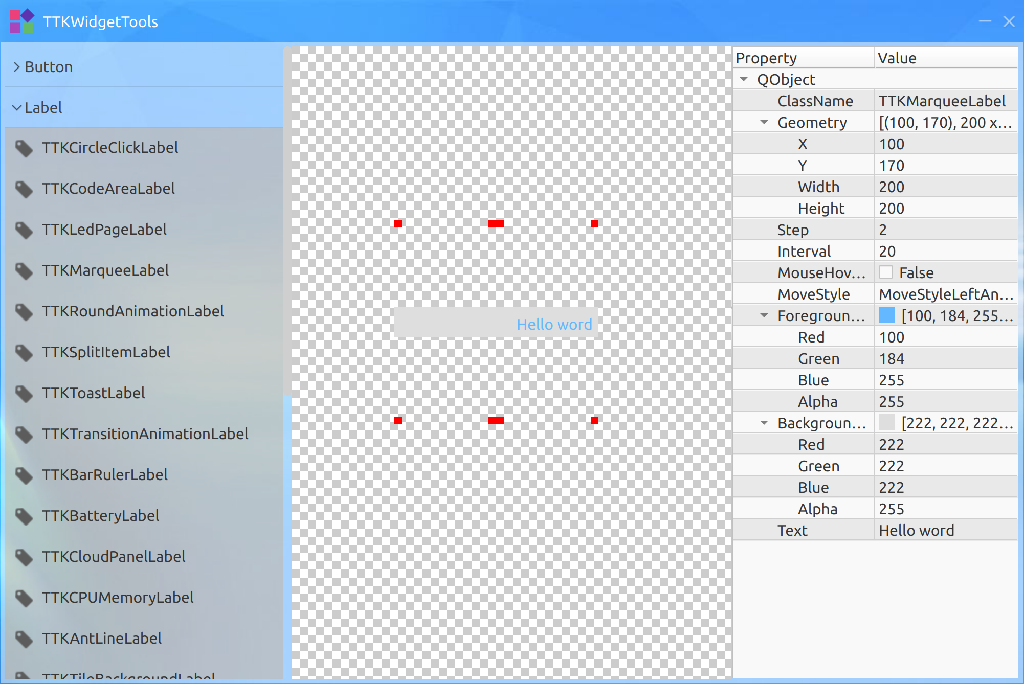 TTKWidgetTools
Button
Label
TTKCircleClickLabel
TTKCodeAreaLabel
TTKLedPageLabel
TTKMarqueeLabel
TTKRoundAnimationLabel
TTKSplitItemLabel
TTKToastLabel
TTKTransitionAnimationLabel
TTKBarRulerLabel
TTKBatteryLabel
TTKCloudPanelLabel
TTKCPUMemoryLabel
TTKAntLineLabel
TTKTileBackgroundLabel
Hello word
Property Value
QObject
ClassName TTKMarqueeLabel
Geometry [(100, 170), 200 x...
X 100
Y 170
Width 200
Height 200
Step 2
Interval 20
MouseHov... False
MoveStyle MoveStyleLeftAn...
Foregroun... [100, 184, 255...
Red 100
Green 184
Blue 255
Alpha 255
Backgroun... [222, 222, 222...
Red 222
Green 222
Blue 222
Alpha 255
Text Hello word